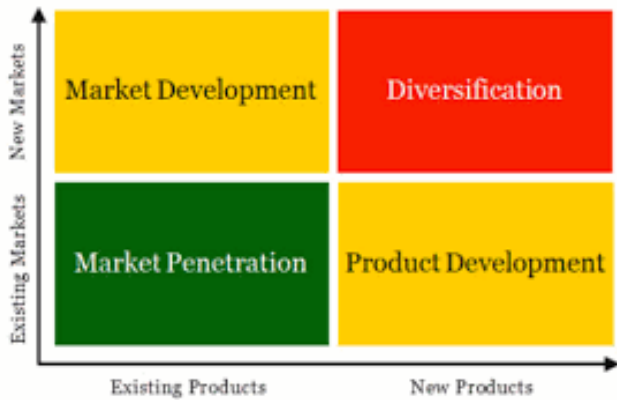 New Markets
Market Development
Diversification
Existing Markets
Market Penetration
Product Development
Existing Products
New Products